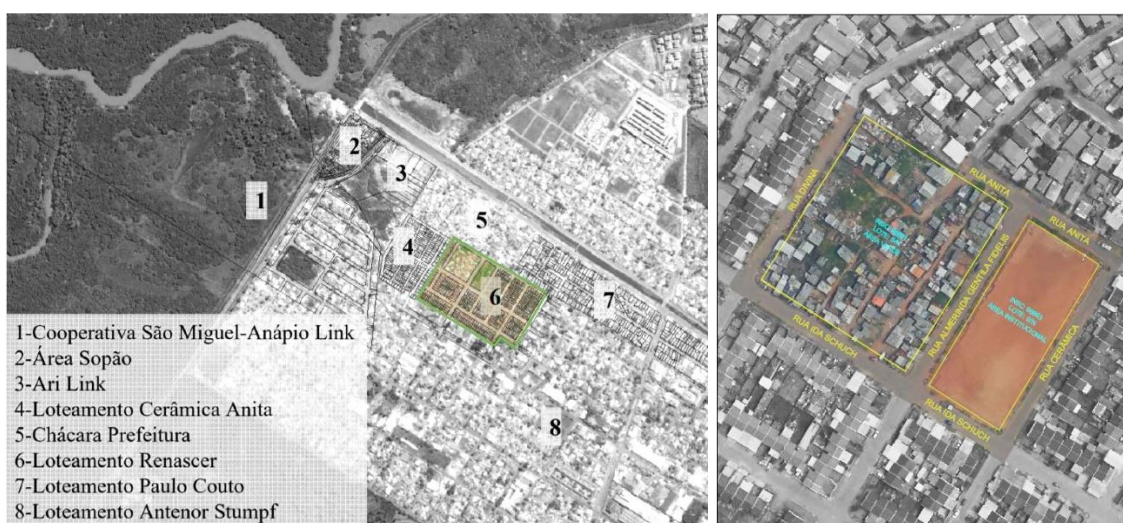 1
2
3
4
5
6
7
8
1-Cooperativa São Miguel-Anápio Link
2-Área Sopão
3-Ari Link
4-Loteamento Cerâmica Anita
5-Chácara Prefeitura
6-Loteamento Renascer
7-Loteamento Paulo Couto
8-Loteamento Antenor Stumpf
RUA DIVINA
RUA ANITA
RUA ANITA
LOTE S/N
ÁREA
RUA ALMERINDA GENTILA FIDELIS
LOTE S/N
ÁREA INSTITUCIONAL
RUA CERÂMICA
RUA IDA SCHUCH
RUA IDA SCHUCH